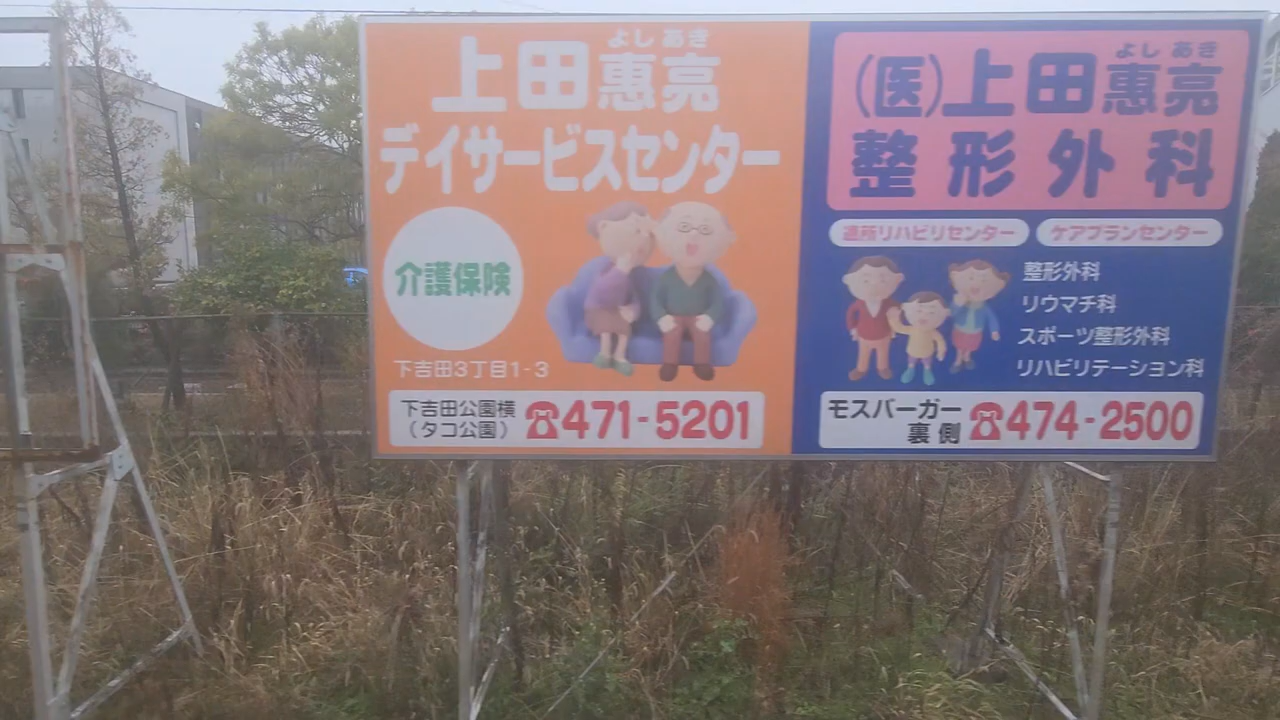 よし あき
上田惠亮
デイサービスセンター
介護保険
下吉田3丁目1-3
下吉田公園横
（タコ公園）
☎471-5201
よし あき
(医)上田惠亮
整形外科
通所リハビリセンター
ケアプランセンター
整形外科
リウマチ科
スポーツ整形外科
リハビリテーション科
モスバーガー
裏側
☎474-2500